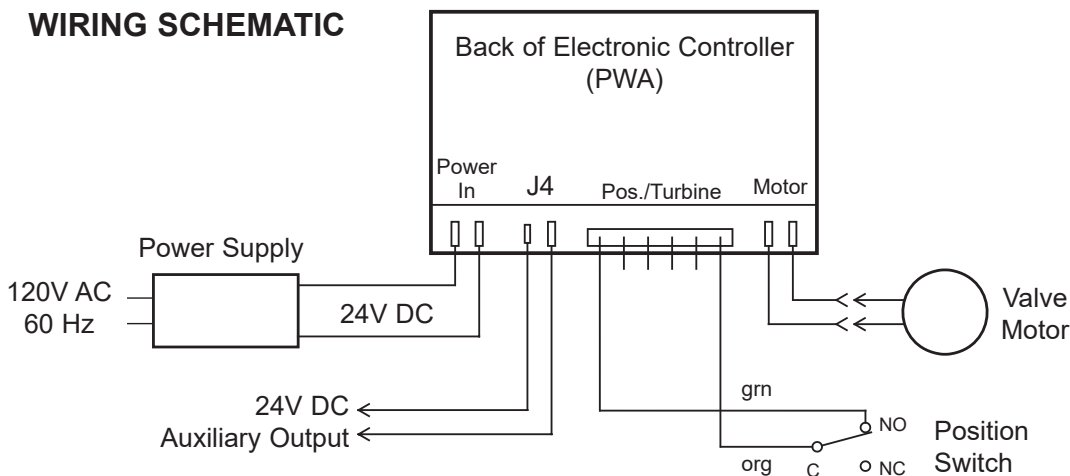 WIRING SCHEMATIC
Back of Electronic Controller
(PWA)
Power
In
J4
Pos./Turbine
Motor
Power Supply
120V AC
60 Hz
24V DC
Valve
Motor
24V DC
Auxiliary Output
grn
org
NO
C
NC
Position
Switch